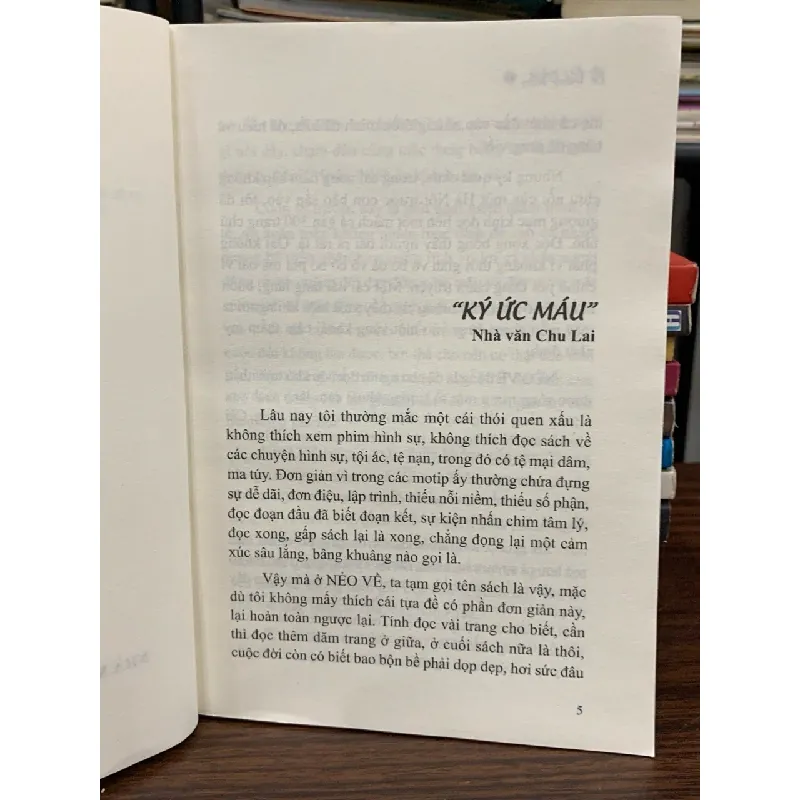 “KÝ ỨC MÁU”
Nhà văn Chu Lai
Lâu nay tôi thường mắc một cái thói quen xấu là
không thích xem phim hình sự, không thích đọc sách về
các chuyện hình sự, tội ác, tệ nạn, trong đó có tệ mại dâm,
ma túy. Đơn giản vì trong các motip ấy thường chứa đựng
sự dễ dãi, đơn điệu, lập trình, thiếu nỗi niềm, thiếu số phận,
đọc đoạn đầu đã biết đoạn kết, sự kiện nhấn chìm tâm lý,
đọc xong, gấp sách lại là xong, chẳng đọng lại một cảm
xúc sâu lắng, bâng khuâng nào gọi là.
Vậy mà ở NẺO VỀ, ta tạm gọi tên sách là vậy, mặc
dù tôi không mấy thích cái tựa đề có phần đơn giản này,
lại hoàn toàn ngược lại. Tính đọc vài trang cho biết, cần
thì đọc thêm dăm trang ở giữa, ở cuối sách nữa là thôi,
cuộc đời còn có biết bao bộn bề phải dọp dẹp, hơi sức đâu
5